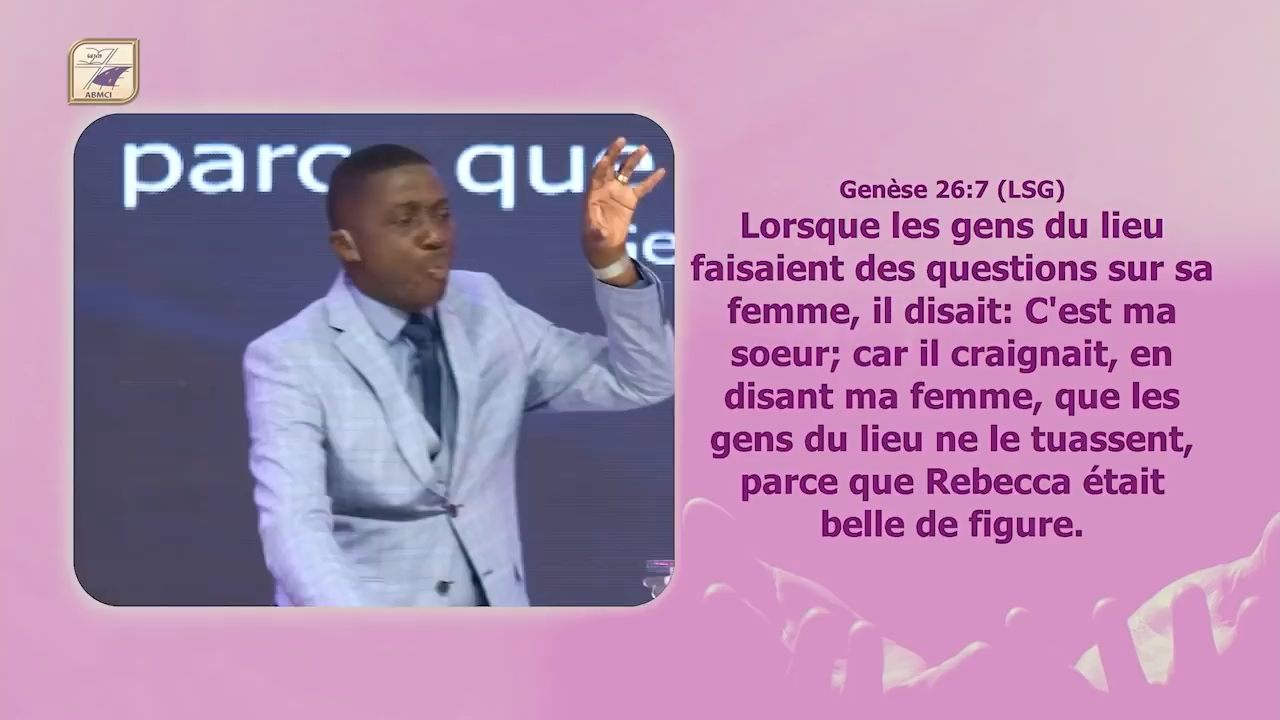 ABMCI
parce que
Genèse 26:7 (LSG)
Lorsque les gens du lieu
faisaient des questions sur sa
femme, il disait: C'est ma
soeur; car il craignait, en
disant ma femme, que les
gens du lieu ne le tuassent,
parce que Rebecca était
belle de figure.